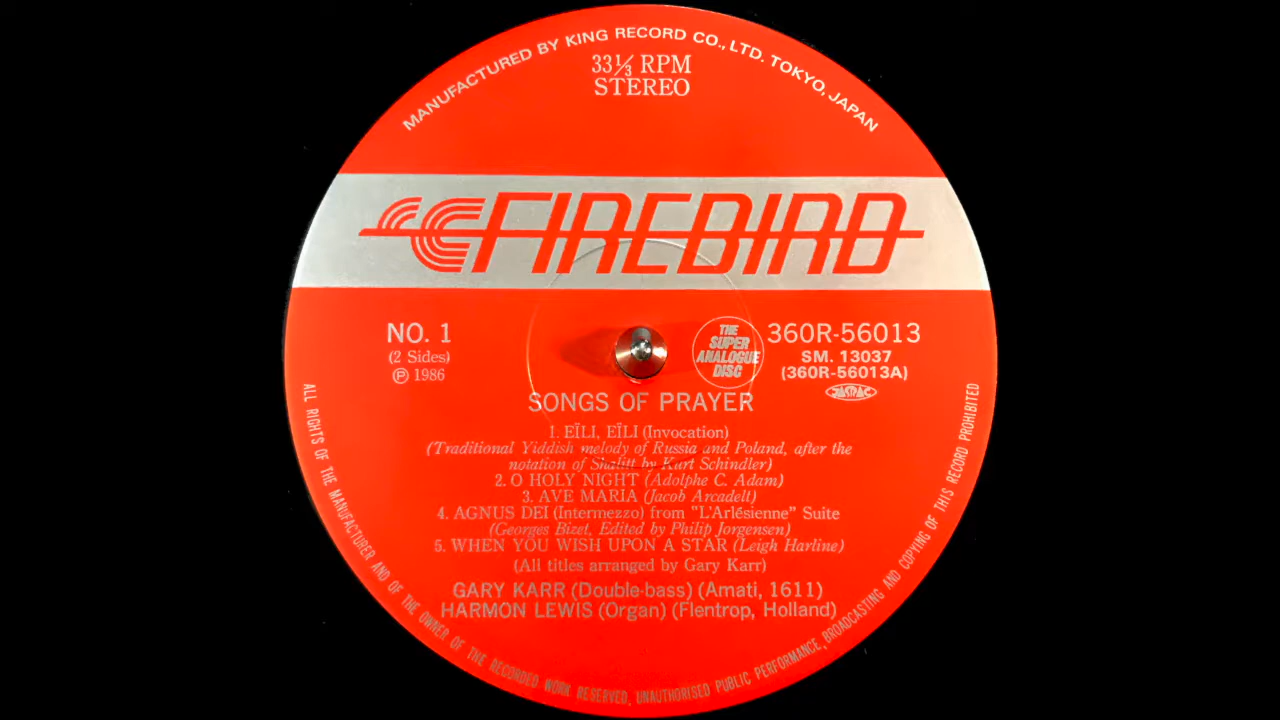 MANUFACTURED BY KING RECORD CO., LTD. TOKYO, JAPAN
33⅓ RPM
STEREO
FIREBIRD
NO. 1
(2 Sides)
Ⓟ 1986
THE
SUPER
ANALOGUE
DISC
360R-56013
SM. 13037
(360R-56013A)
JASRAC
SONGS OF PRAYER
1. EÏLI, EÏLI (Invocation)
(Traditional Yiddish melody of Russia and Poland, after the
notation of Shalitt by Kurt Schindler)
2. O HOLY NIGHT (Adolphe C. Adam)
3. AVE MARIA (Jacob Arcadelt)
4. AGNUS DEI (Intermezzo) from "L'Arlésienne" Suite
(Georges Bizet, Edited by Philip Jorgensen)
5. WHEN YOU WISH UPON A STAR (Leigh Harline)
(All titles arranged by Gary Karr)
GARY KARR (Double-bass) (Amati, 1611)
HARMON LEWIS (Organ) (Flentrop, Holland)
ALL RIGHTS OF THE MANUFACTURER AND OF THE OWNER OF THE RECORDED WORK RESERVED, UNAUTHORISED PUBLIC PERFORMANCE, BROADCASTING AND COPYING OF THIS RECORD PROHIBITED